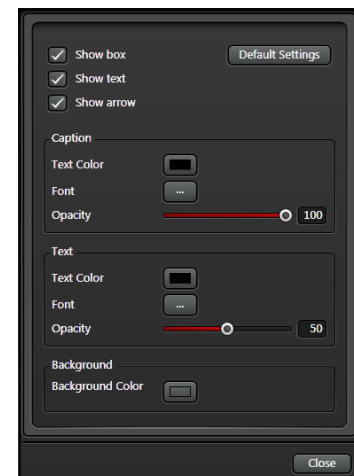 Show box Default Settings
Show text
Show arrow
Caption
Text Color
Font ...
Opacity 100
Text
Text Color
Font ...
Opacity 50
Background
Background Color
Close